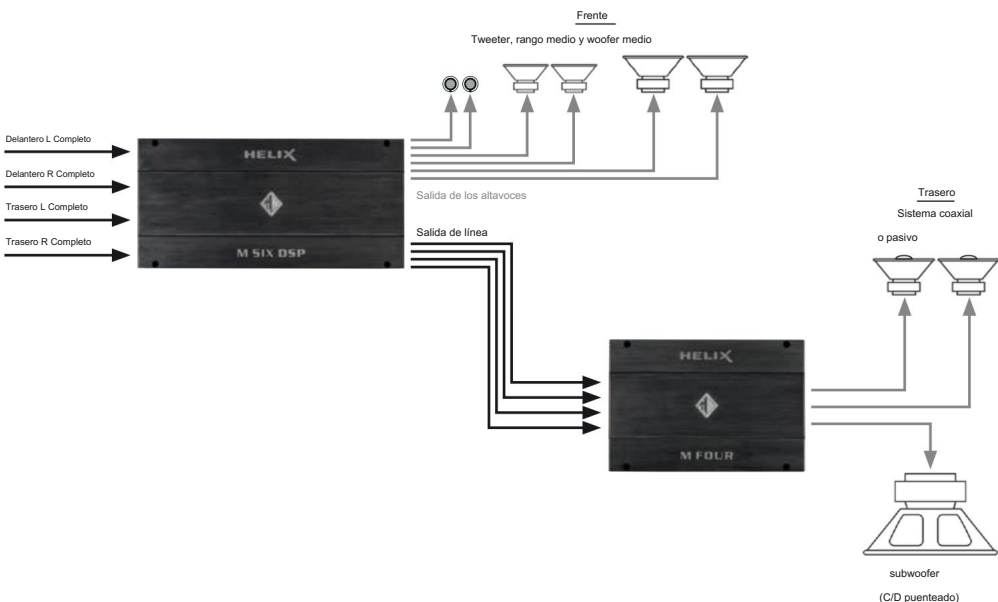 Frente
Tweeter, rango medio y woofer medio
Delantero L Completo
Delantero R Completo
Trasero L Completo
Trasero R Completo
HELIX
M SIX DSP
Salida de los altavoces
Salida de línea
Trasero
Sistema coaxial
o pasivo
HELIX
M FOUR
subwoofer
(C/D puenteado)